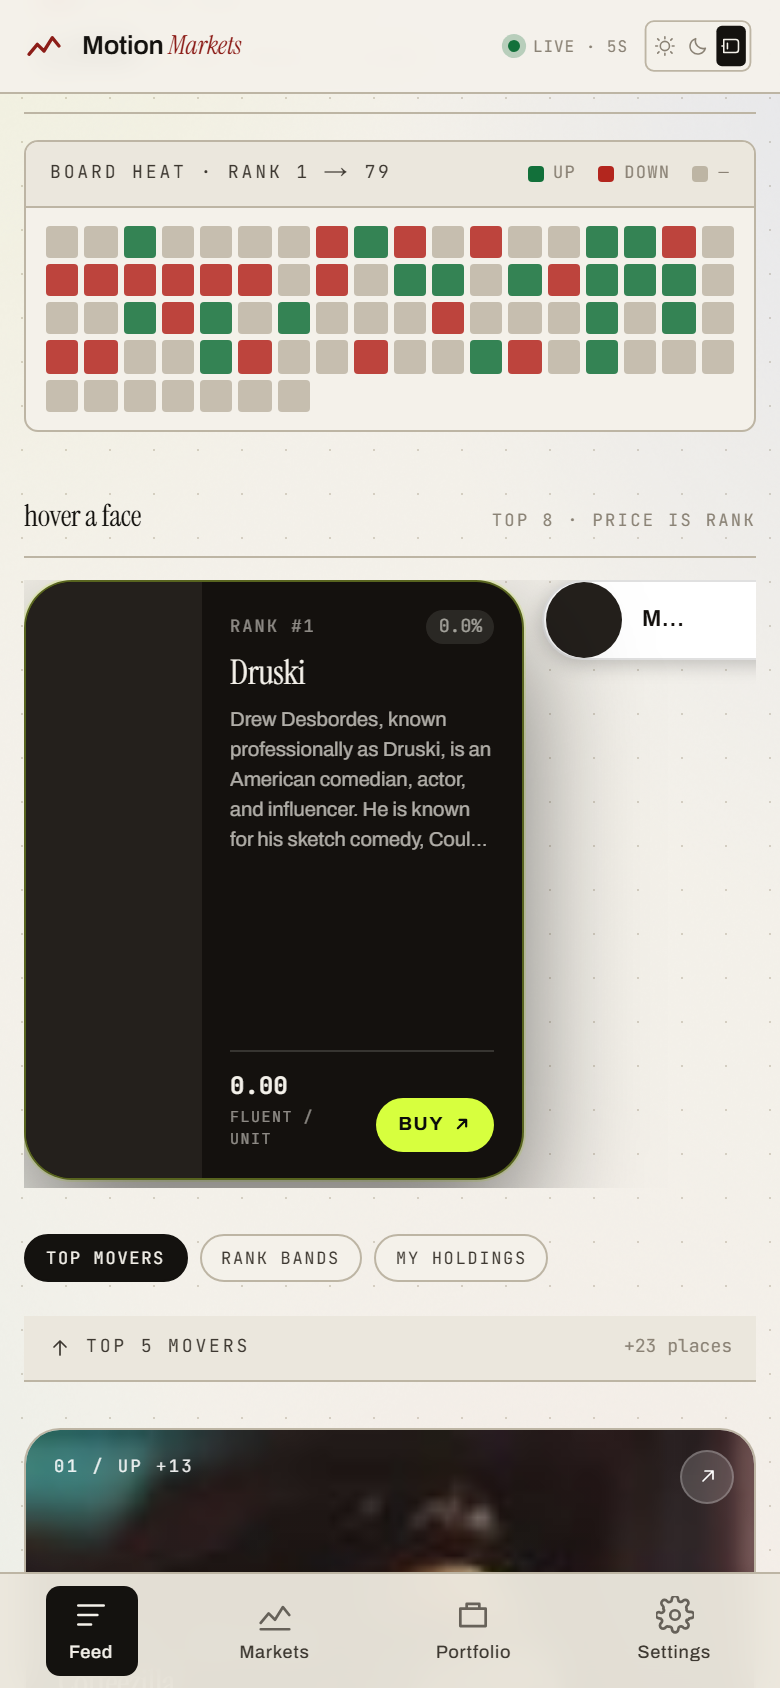 Motion Markets
LIVE · 5S
BOARD HEAT · RANK 1 → 79
UP
DOWN
—
hover a face
TOP 8 · PRICE IS RANK
RANK #1
0.0%
Druski
Drew Desbordes, known
professionally as Druski, is an
American comedian, actor,
and influencer. He is known
for his sketch comedy, Coul...
0.00
FLUENT /
UNIT
BUY ↗
M...
TOP MOVERS
RANK BANDS
MY HOLDINGS
↑ TOP 5 MOVERS
+23 places
01 / UP +13
Feed
Markets
Portfolio
Settings